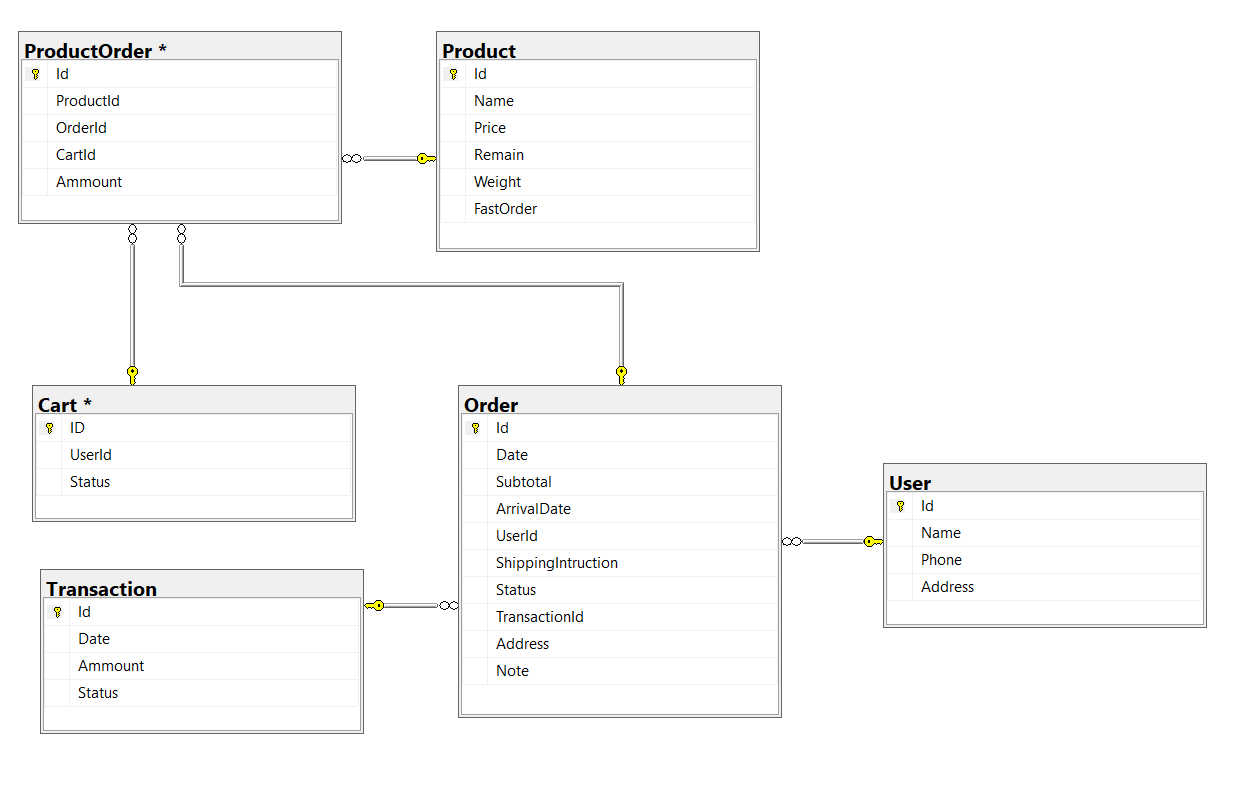 ProductOrder *
Id
ProductId
OrderId
CartId
Ammount
Product
Id
Name
Price
Remain
Weight
FastOrder
Cart *
ID
UserId
Status
Order
Id
Date
Subtotal
ArrivalDate
UserId
ShippingIntruction
Status
TransactionId
Address
Note
User
Id
Name
Phone
Address
Transaction
Id
Date
Ammount
Status